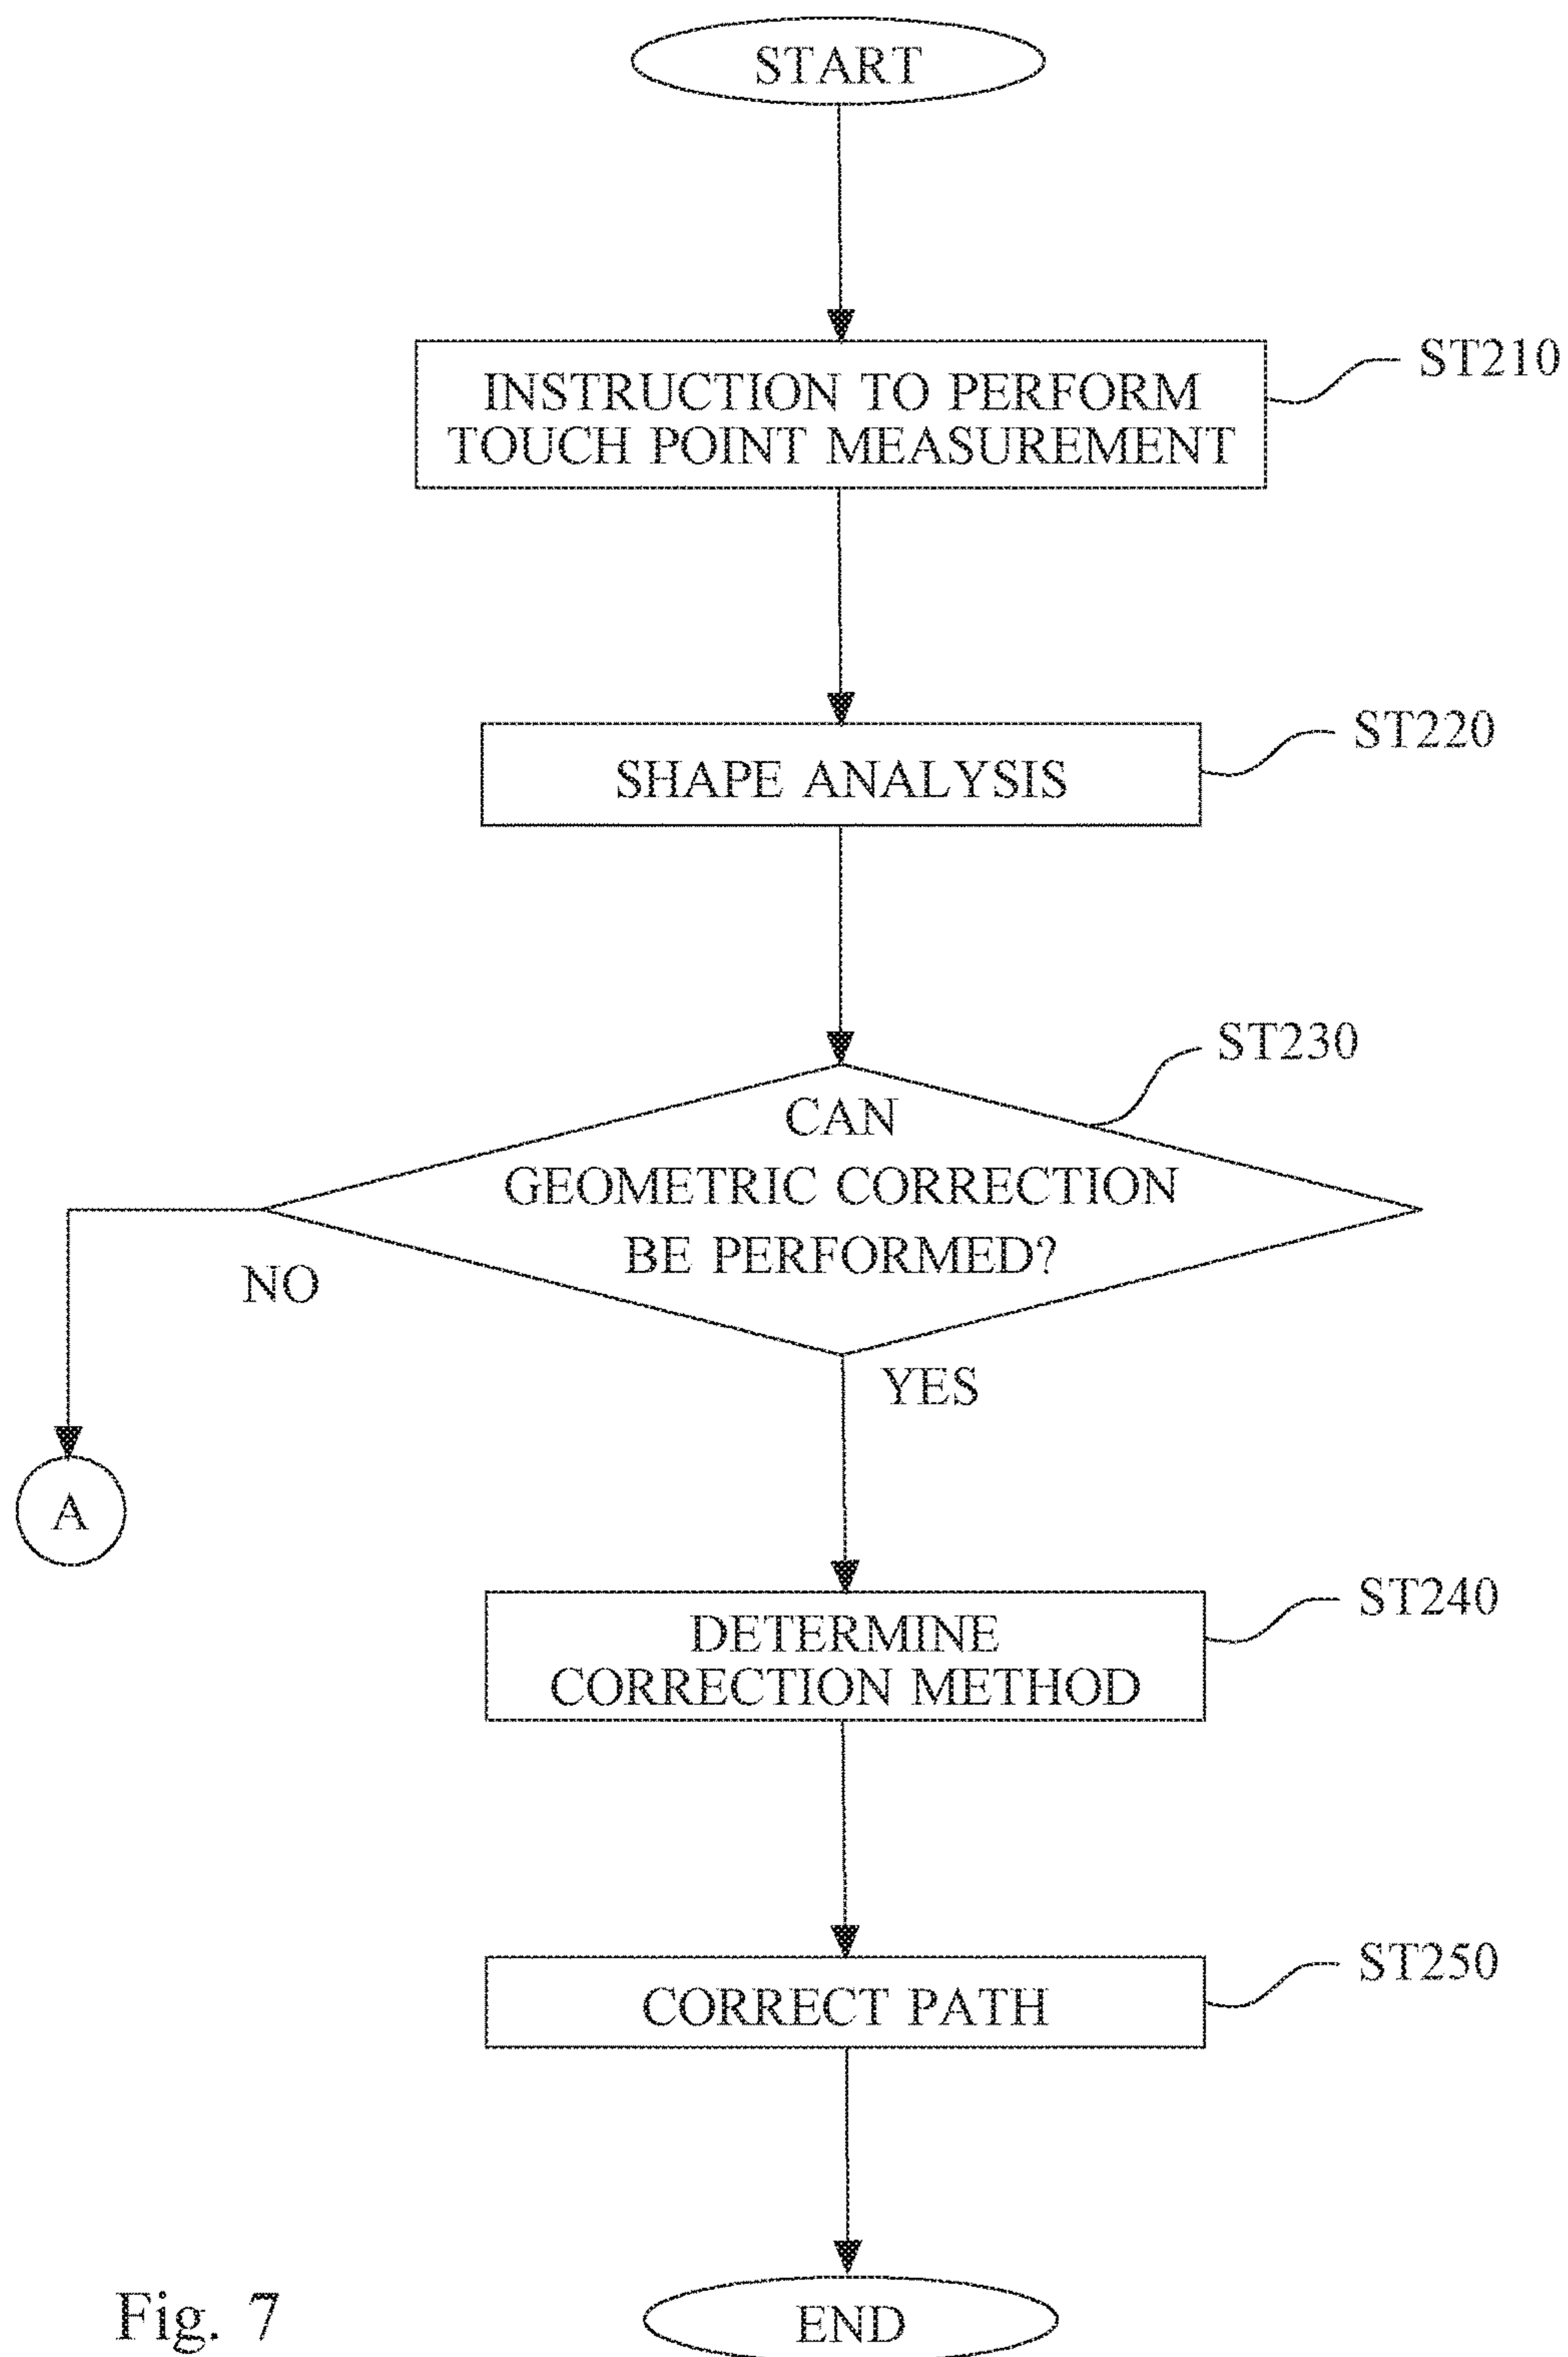 START
INSTRUCTION TO PERFORM
TOUCH POINT MEASUREMENT
ST210
SHAPE ANALYSIS
ST220
ST230
CAN
GEOMETRIC CORRECTION
BE PERFORMED?
NO
YES
A
DETERMINE
CORRECTION METHOD
ST240
CORRECT PATH
ST250
END
Fig. 7